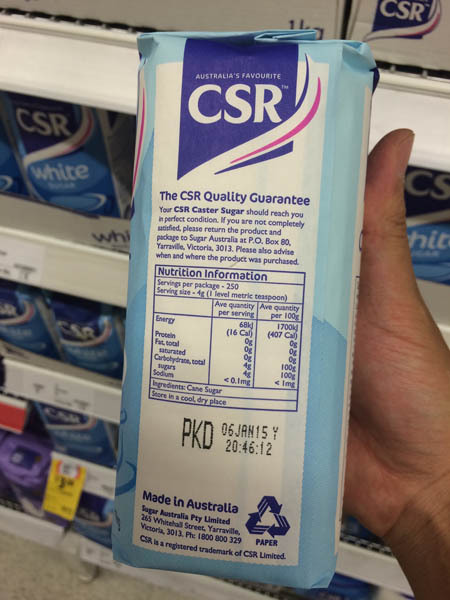 1kg
CSR
AUSTRALIA'S FAVOURITE
CSR™
The CSR Quality Guarantee
Your CSR Caster Sugar should reach you
in perfect condition. If you are not completely
satisfied, please return the product and
package to Sugar Australia at P.O. Box 80,
Yarraville, Victoria, 3013. Please also advise
when and where the product was purchased.
Nutrition Information
Servings per package - 250
Serving size - 4g (1 level metric teaspoon)
Ave quantity per serving Ave quantity per 100g
Energy 68kJ 1700kJ
(16 Cal) (407 Cal)
Protein 0g 0g
Fat, total 0g 0g
saturated 0g 0g
Carbohydrate, total 4g 100g
sugars 4g 100g
Sodium <0.1mg <1mg
Ingredients: Cane Sugar
Store in a cool, dry place
PKD 06JAN15 Y
20:46:12
Made in Australia
Sugar Australia Pty Limited
265 Whitehall Street, Yarraville,
Victoria, 3013. Ph: 1800 800 329
CSR is a registered trademark of CSR Limited.
PAPER
CSR
white
SUGAR